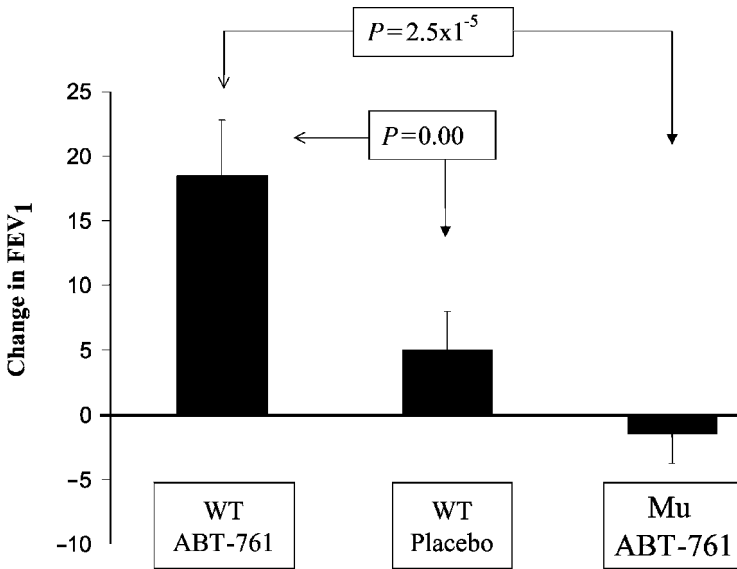 P=2.5x1⁻⁵
P=0.00
Change in FEV₁
25
20
15
10
5
0
−5
−10
WT
ABT-761
WT
Placebo
Mu
ABT-761